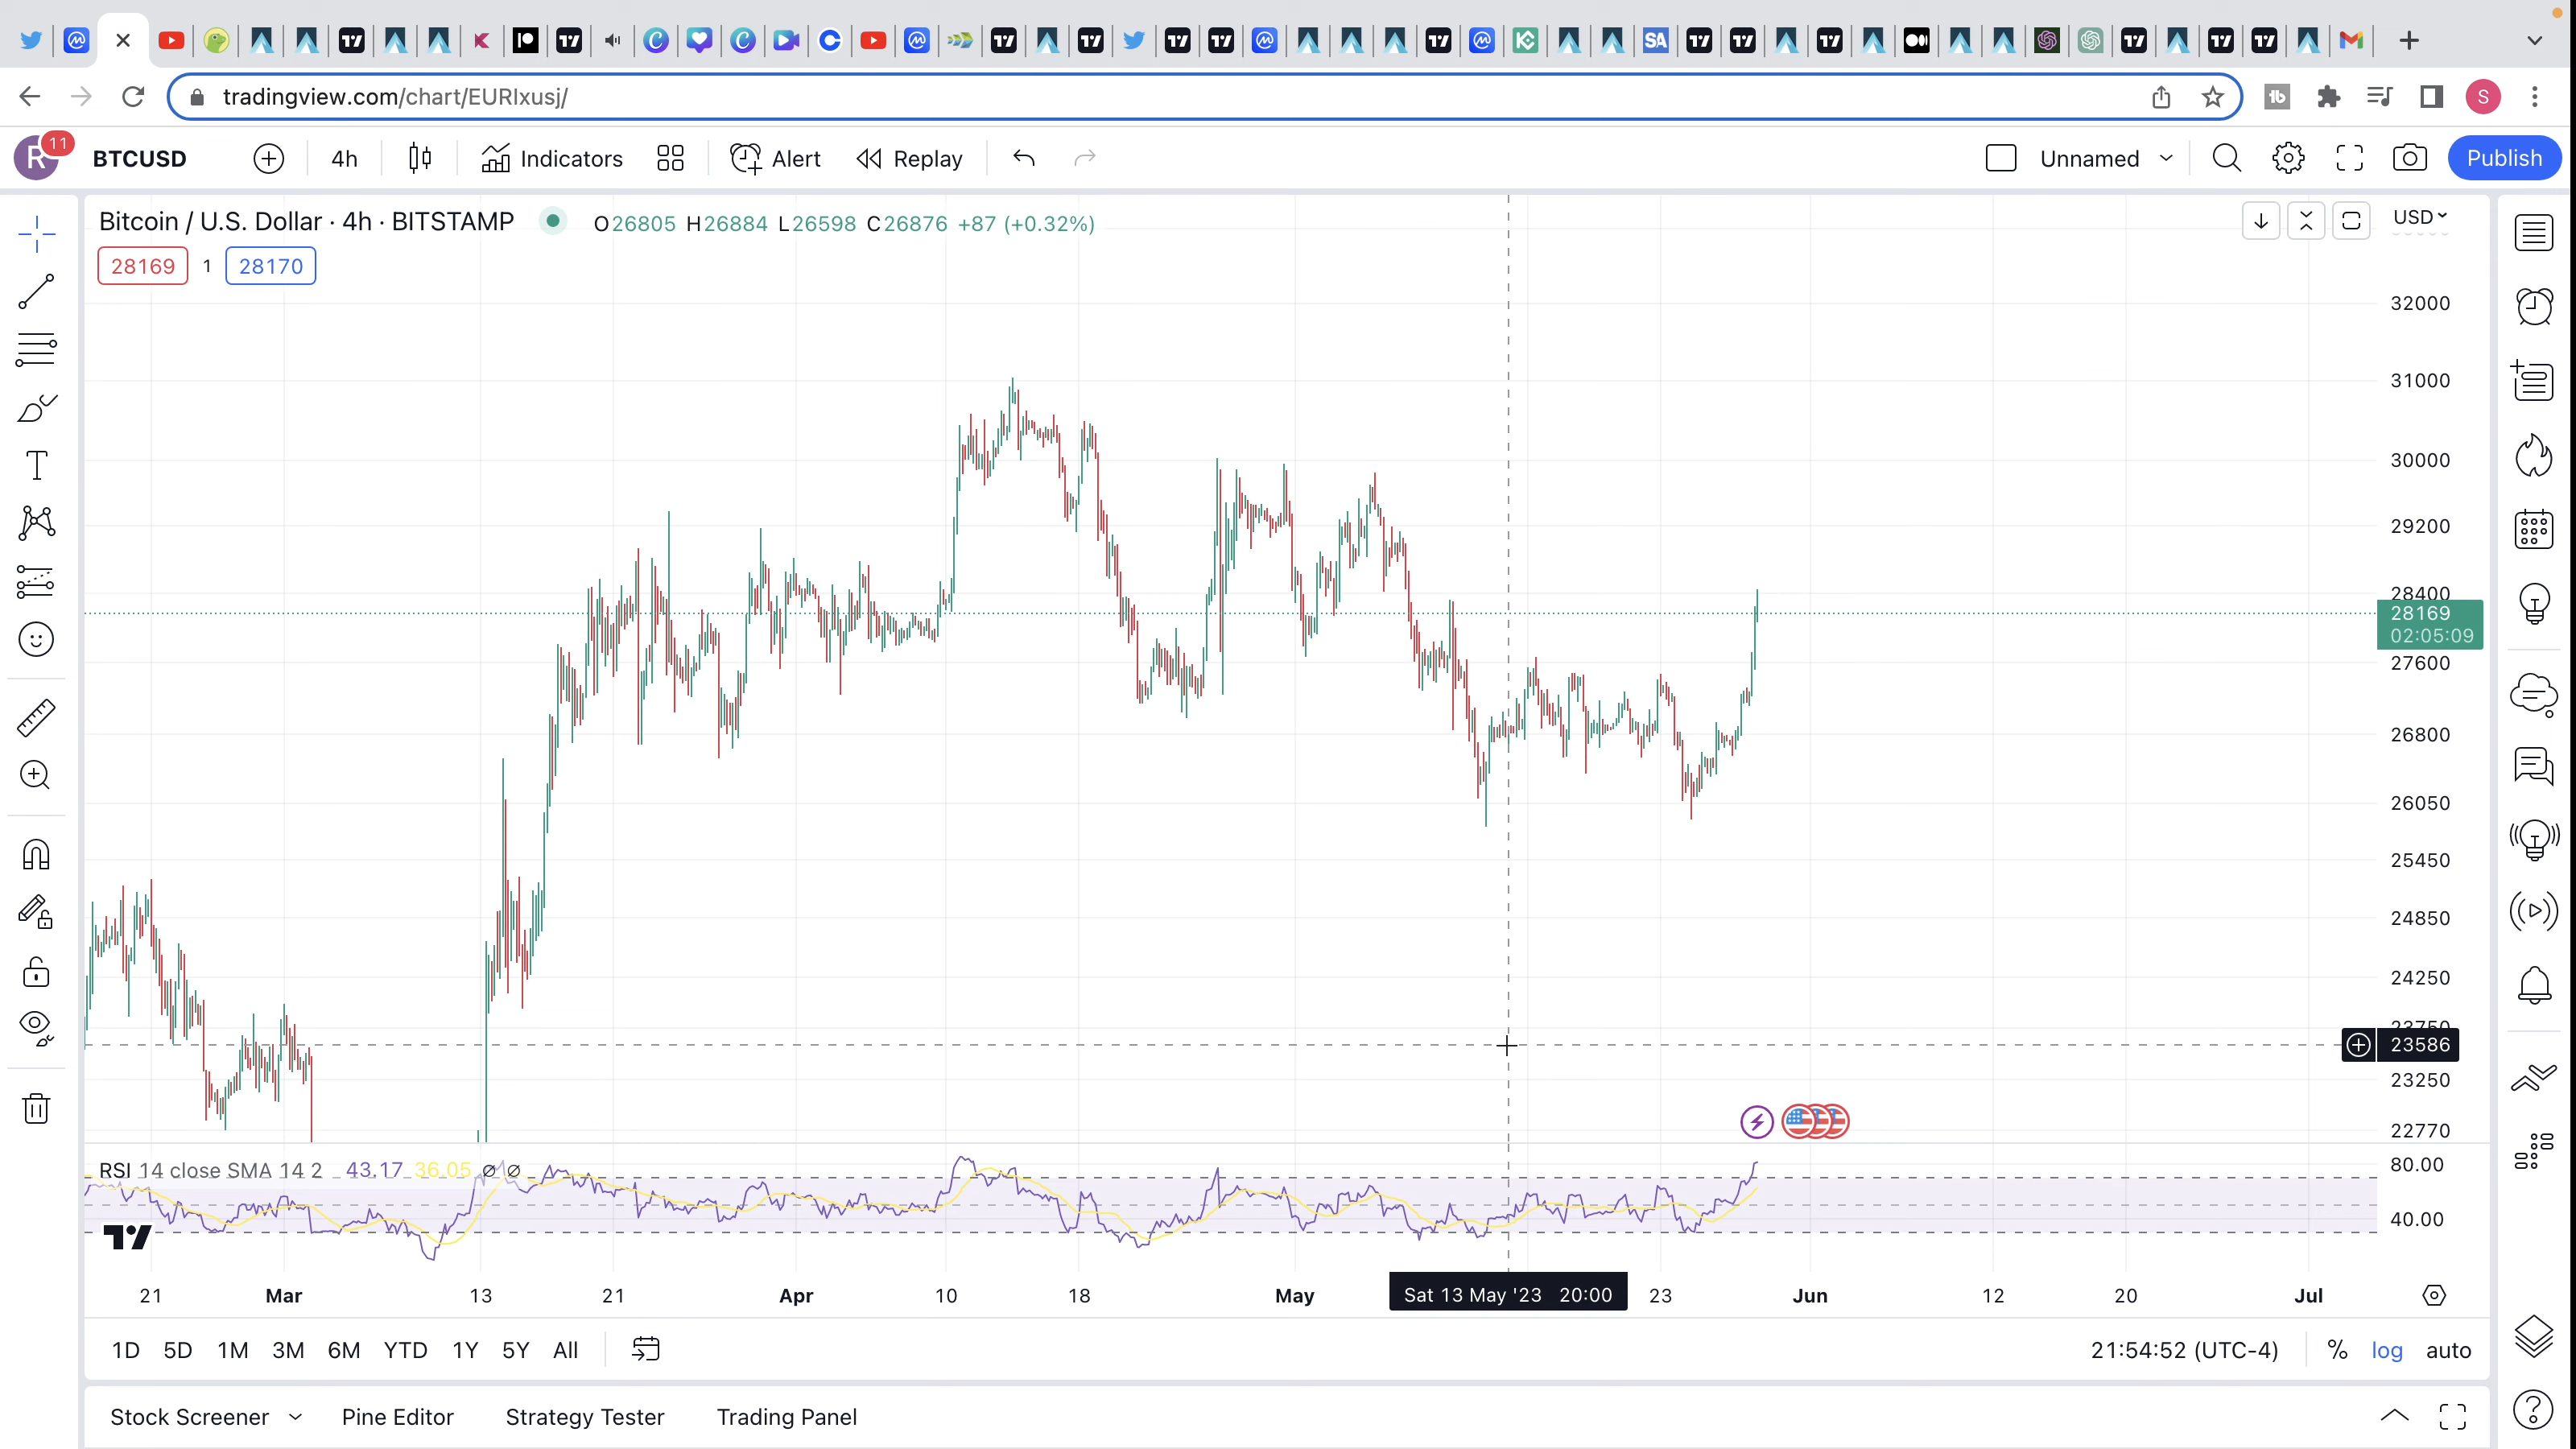 tradingview.com/chart/EURIxusj/
S
R
11
BTCUSD
4h
Indicators
Alert
Replay
Unnamed
Publish
Bitcoin / U.S. Dollar · 4h · BITSTAMP
O26805 H26884 L26598 C26876 +87 (+0.32%)
USD
28169 1 28170
32000
31000
30000
29200
28400
28169
02:05:09
27600
26800
26050
25450
24850
24250
23750
23586
23250
22770
RSI 14 close SMA 14 2 43.17 36.05 ∅ ∅
80.00
40.00
21 Mar 13 21 Apr 10 18 May Sat 13 May '23 20:00 23 Jun 12 20 Jul
1D 5D 1M 3M 6M YTD 1Y 5Y All
21:54:52 (UTC-4) % log auto
Stock Screener Pine Editor Strategy Tester Trading Panel